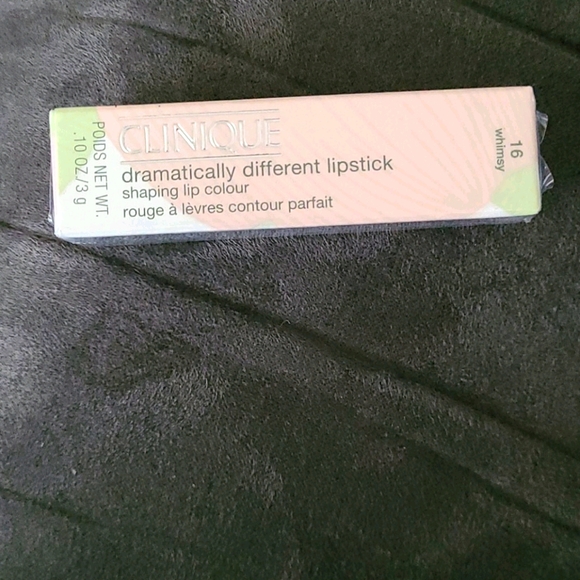 CLINIQUE
dramatically different lipstick
shaping lip colour
rouge à lèvres contour parfait
POIDS NET WT.
.10 OZ/3 g
16
whimsy